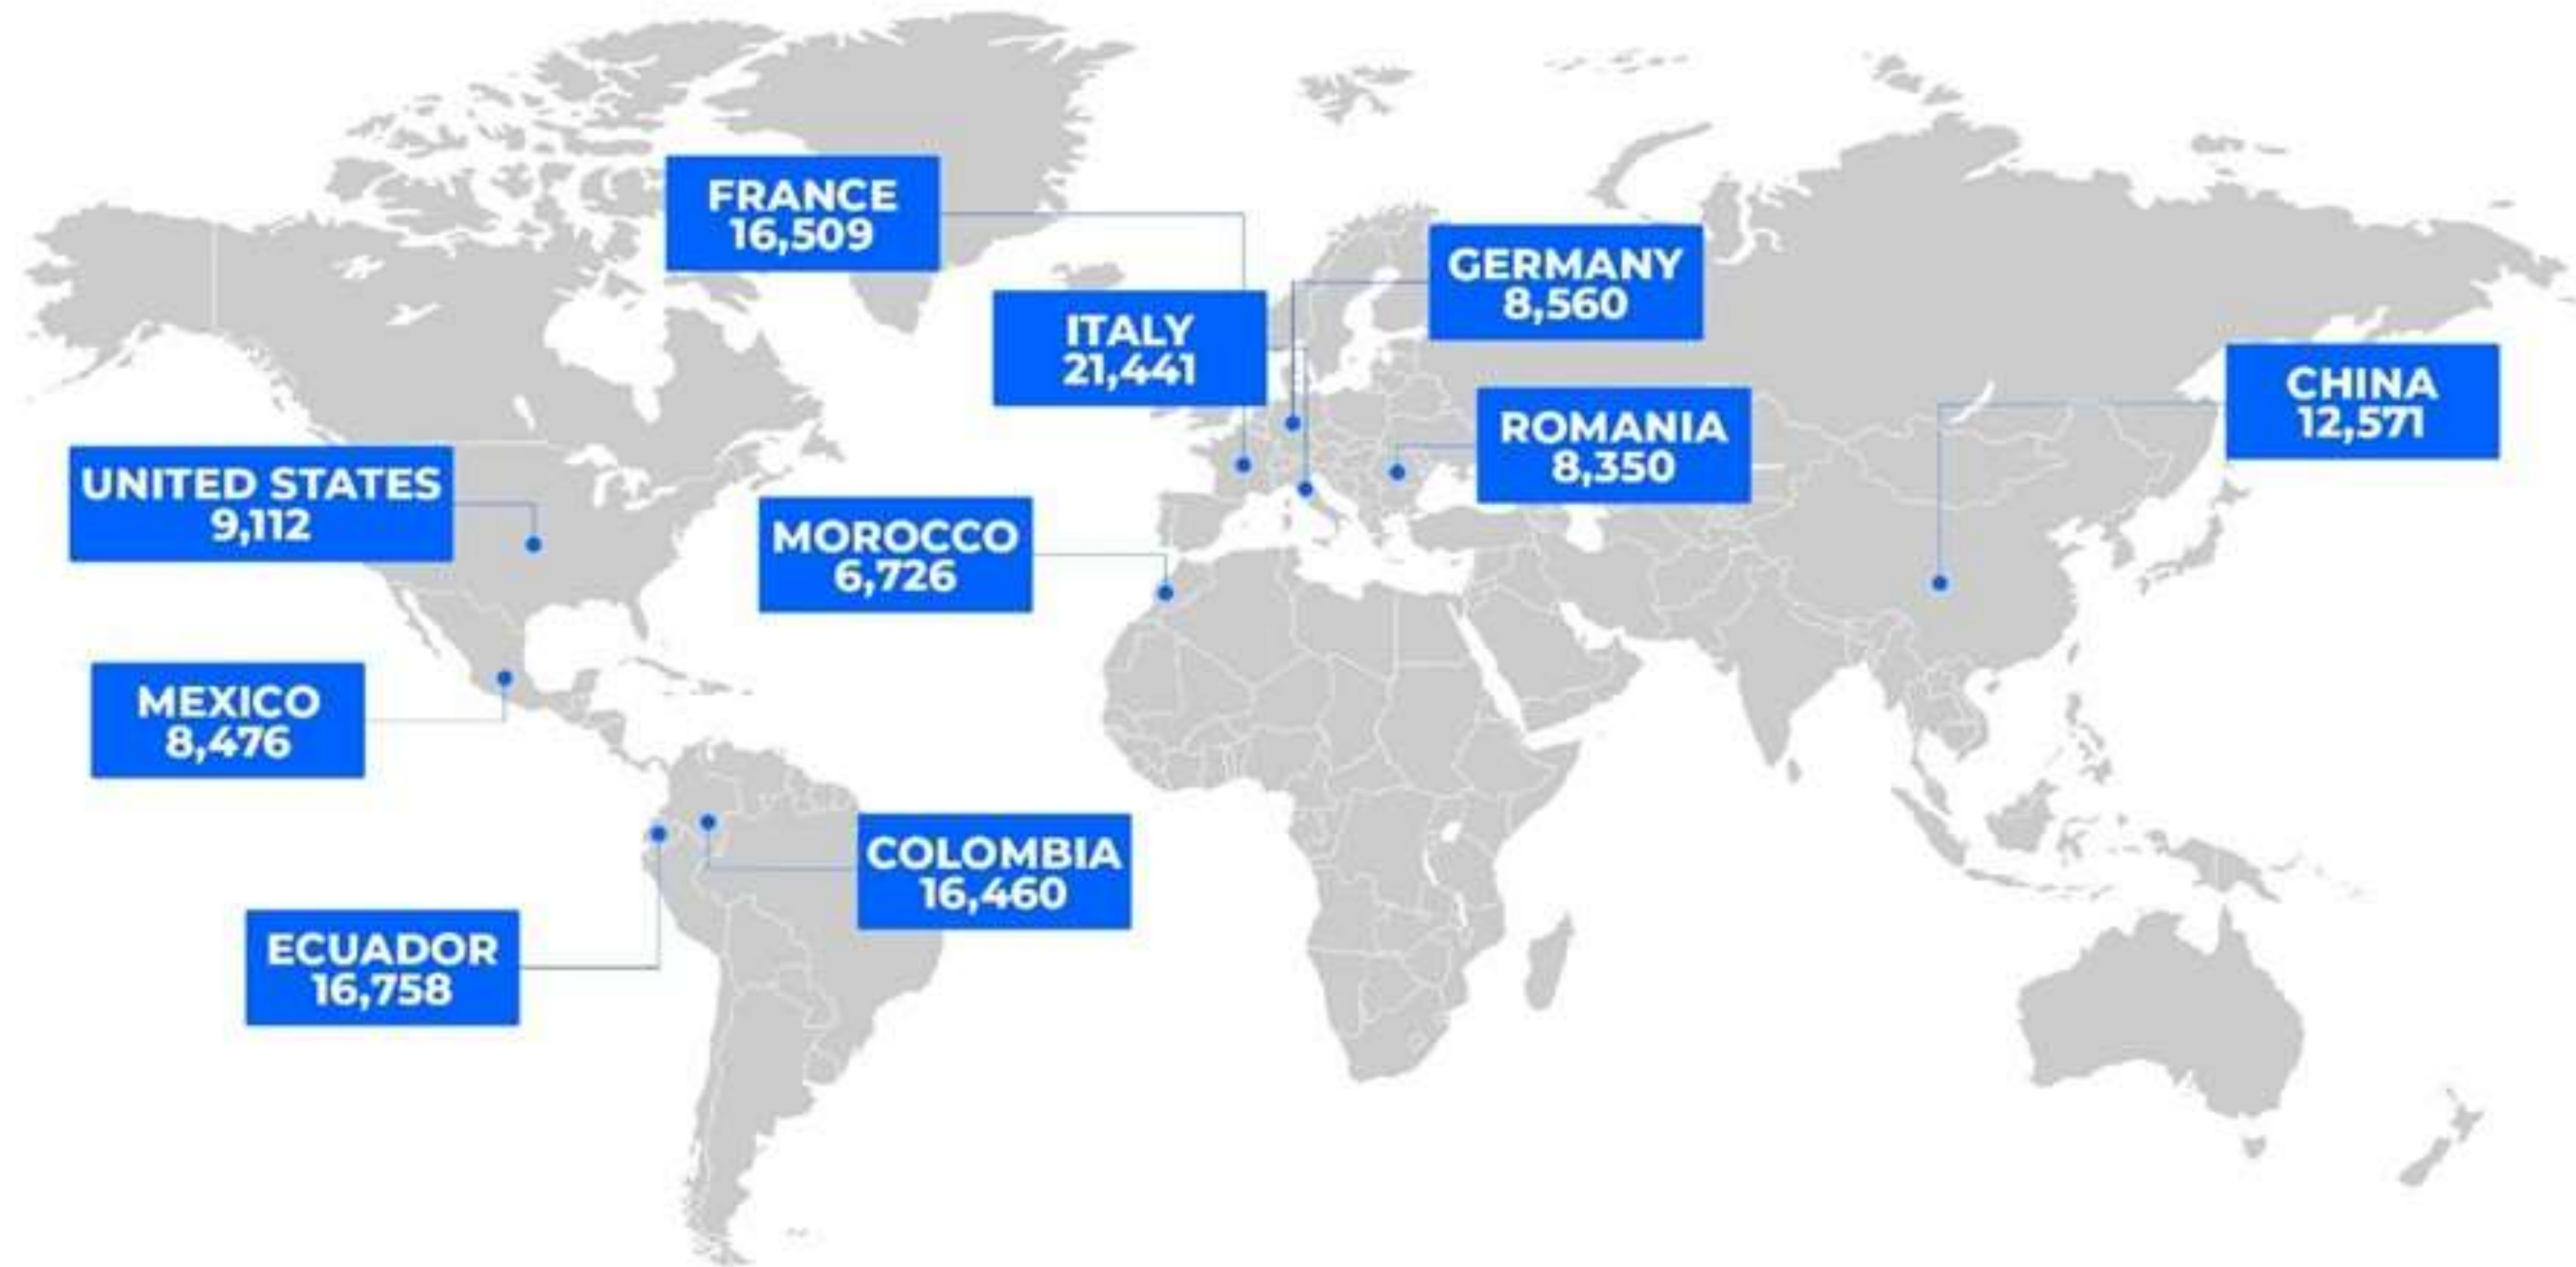 FRANCE
16,509
GERMANY
8,560
ITALY
21,441
CHINA
12,571
ROMANIA
8,350
UNITED STATES
9,112
MOROCCO
6,726
MEXICO
8,476
COLOMBIA
16,460
ECUADOR
16,758